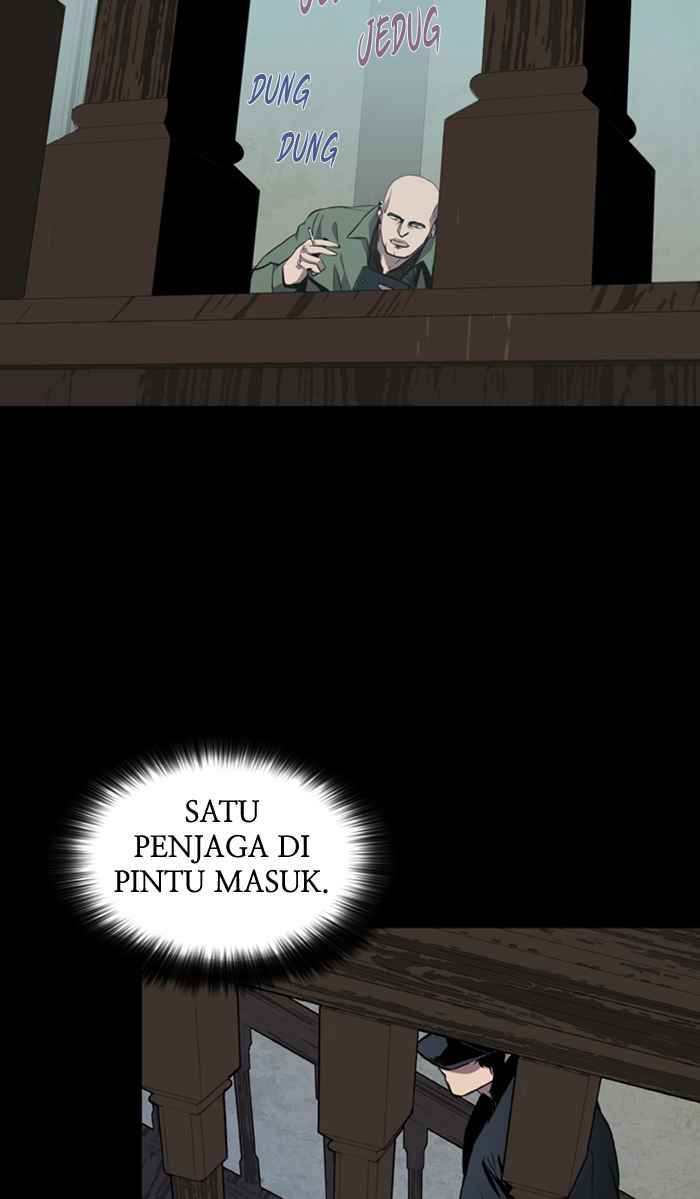 JEDUG
DUNG
DUNG
SATU
PENJAGA DI
PINTU MASUK.